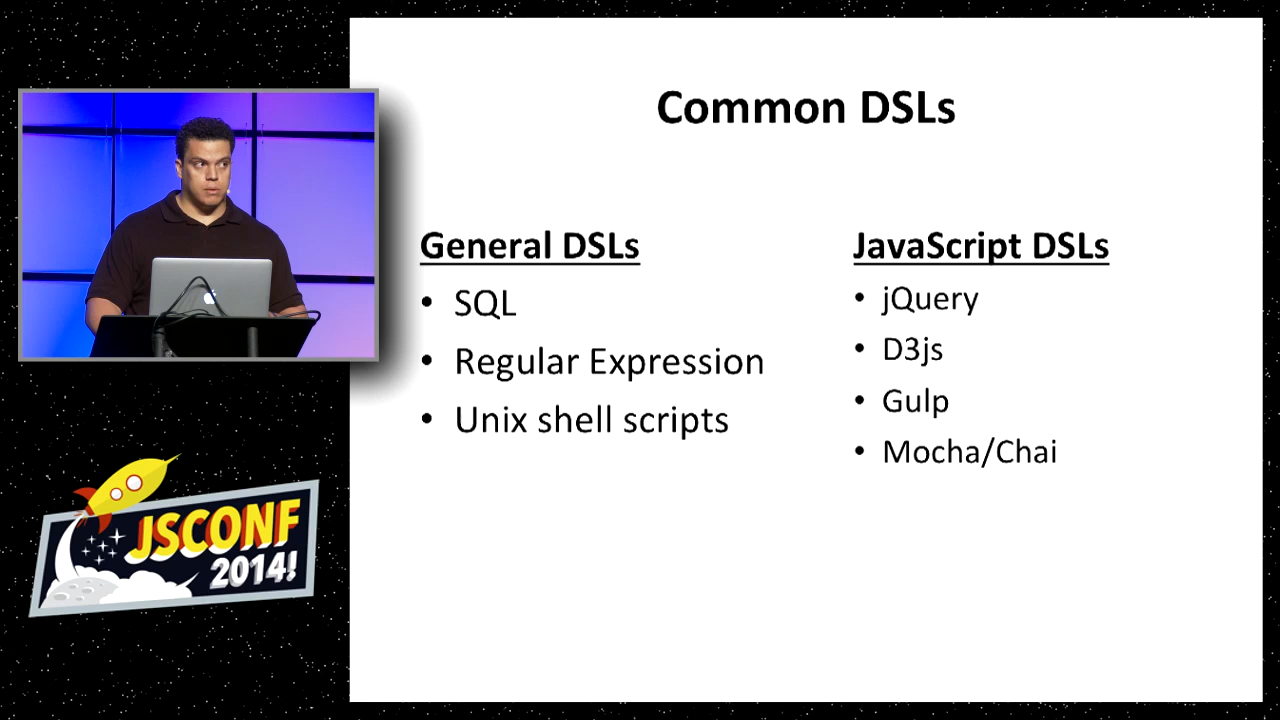 Common DSLs
General DSLs
• SQL
• Regular Expression
• Unix shell scripts
JavaScript DSLs
• jQuery
• D3js
• Gulp
• Mocha/Chai
JSCONF
2014!